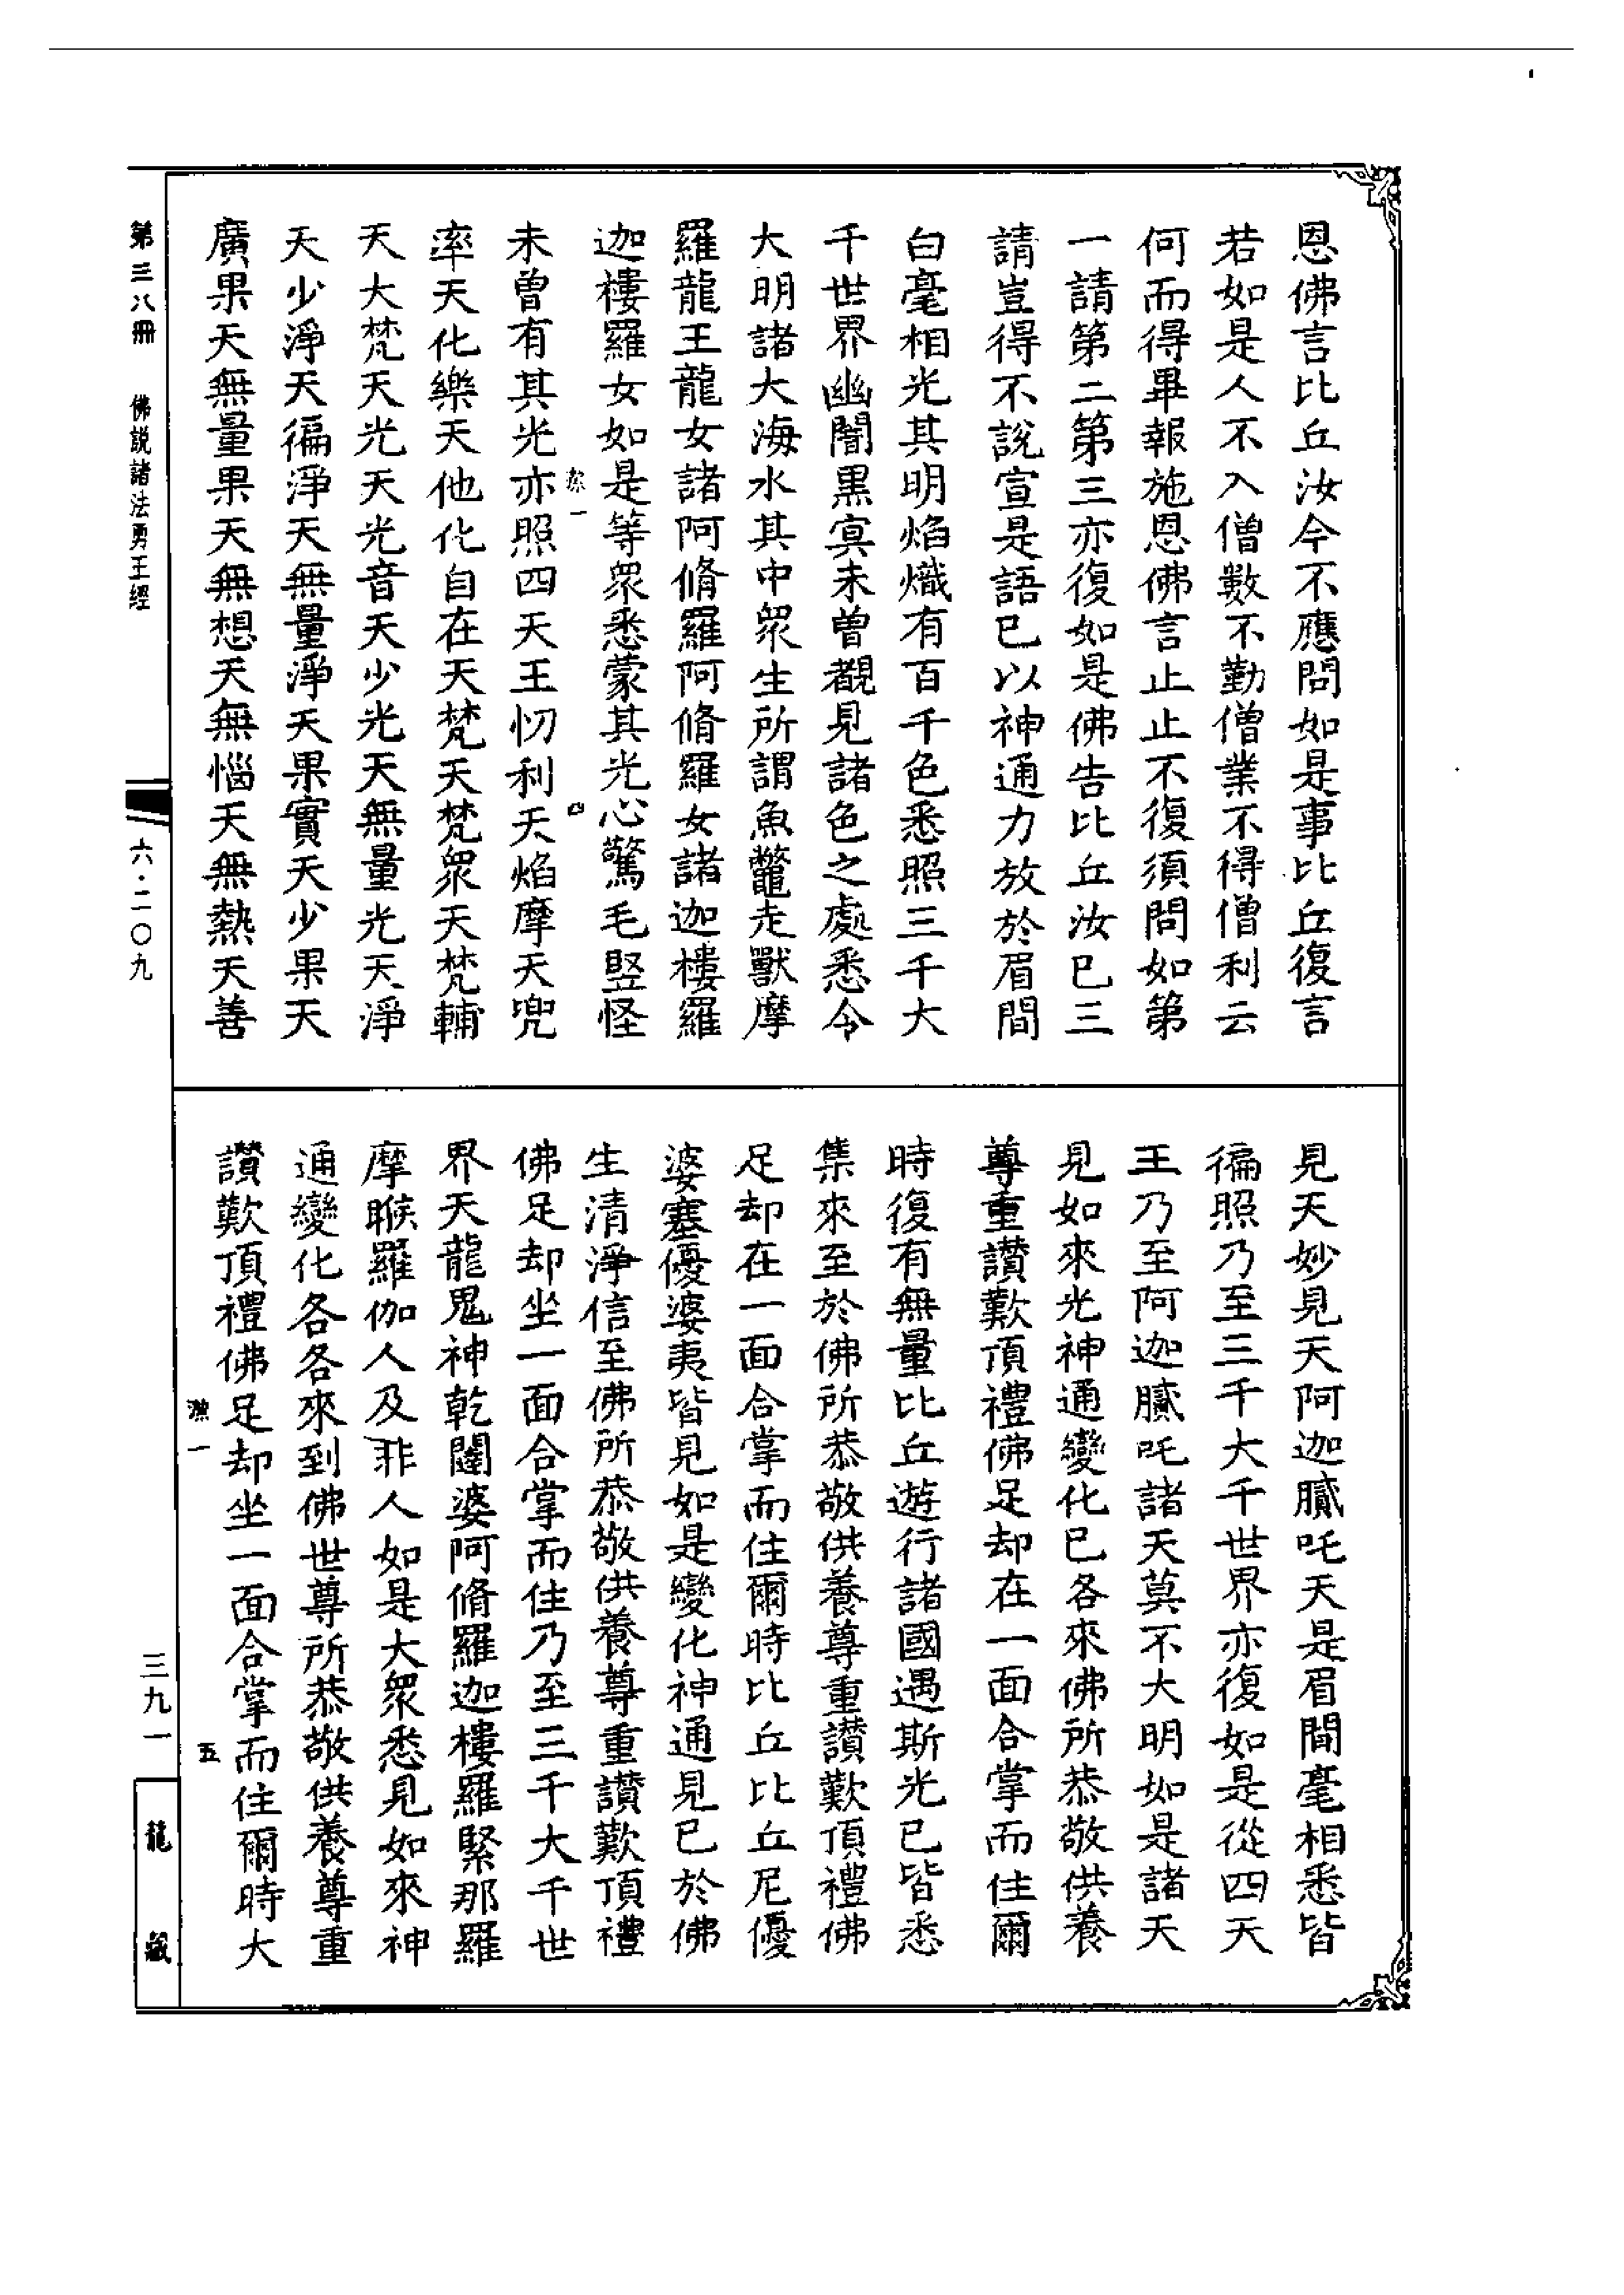 恩佛言比丘汝今不應問如是事比丘復言
若如是人不入僧數不勤僧業不得僧利云
何而得畢報施恩佛言止止不復須問如第
一請第二第三亦復如是佛告比丘汝已三
請豈得不說宣是語已以神通力放於眉間
白毫相光其明焰熾有百千色悉照三千大
千世界幽闇黑㝠未曾覩見諸色之處悉令
大明諸大海水其中眾生所謂魚鼈走獸摩
羅龍王龍女諸阿脩羅阿脩羅女諸迦樓羅
迦樓羅女如是等眾悉蒙其光心驚毛竪怪
未曾有其光亦照四天王忉利天焰摩天兜
率天化樂天他化自在天梵天梵眾天梵輔
天大梵天光天光音天少光天無量光天淨
天少淨天徧淨天無量淨天果實天少果天
廣果天無量果天無想天無惱天無熱天善
見天妙見天阿迦膩吒天是眉間毫相悉皆
徧照乃至三千大千世界亦復如是從四天
王乃至阿迦膩吒諸天莫不大明如是諸天
見如來光神通變化已各來佛所恭敬供養
尊重讚歎頂禮佛足却在一面合掌而住爾
時復有無量比丘遊行諸國遇斯光已皆悉
集來至於佛所恭敬供養尊重讚歎頂禮佛
足却在一面合掌而住爾時比丘比丘尼優
婆塞優婆夷皆見如是變化神通見已於佛
生清淨信至佛所恭敬供養尊重讚歎頂禮
佛足却坐一面合掌而住乃至三千大千世
界天龍鬼神乾闥婆阿脩羅迦樓羅緊那羅
摩睺羅伽人及非人如是大眾悉見如來神
通變化各各來到佛世尊所恭敬供養尊重
讚歎頂禮佛足却坐一面合掌而住爾時大
五
第三八冊 佛説諸法勇王經
六·二〇九
三九一
龍藏